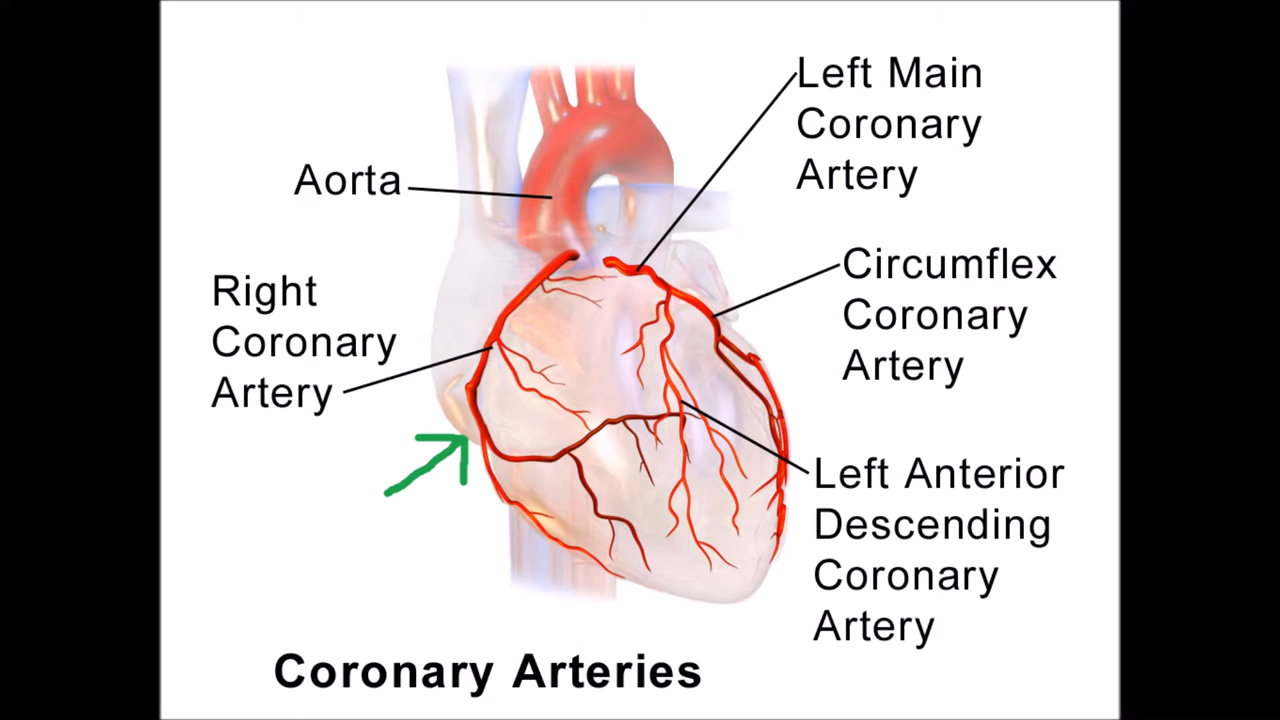 Left Main
Coronary
Artery
Aorta
Circumflex
Coronary
Artery
Right
Coronary
Artery
Left Anterior
Descending
Coronary
Artery
Coronary Arteries